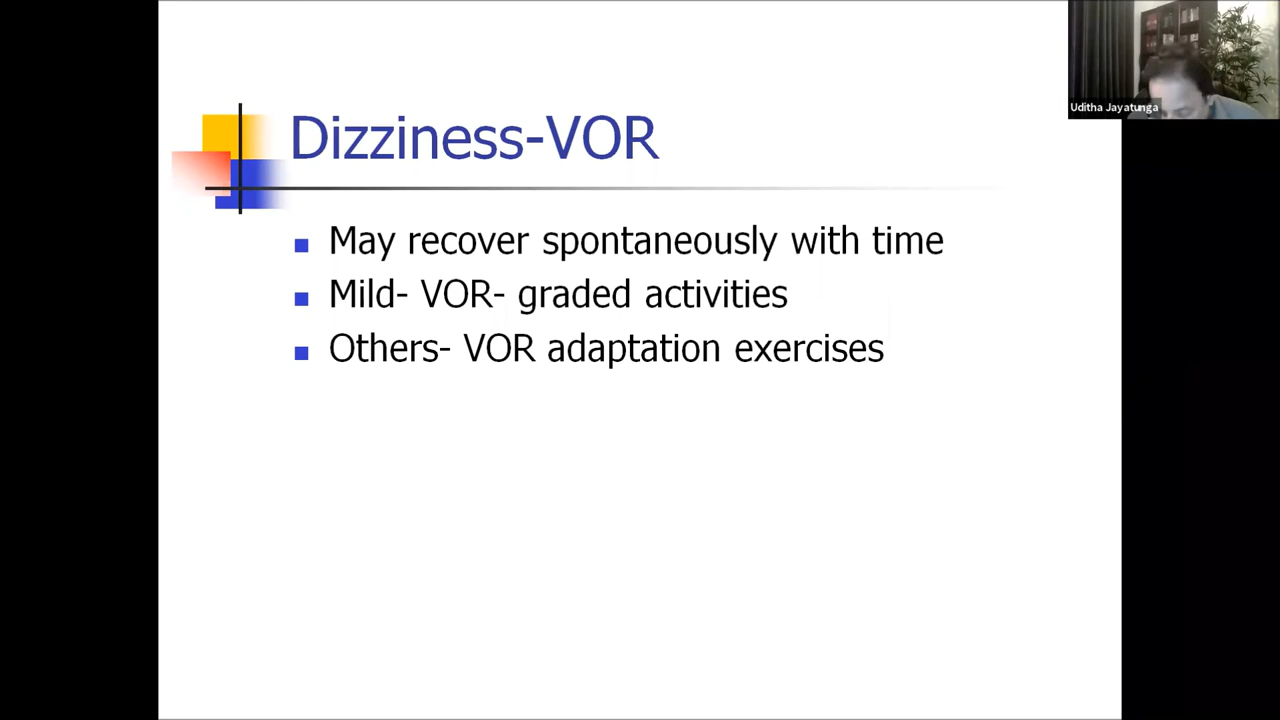 Dizziness-VOR
May recover spontaneously with time
Mild- VOR- graded activities
Others- VOR adaptation exercises
Uditha Jayatunga